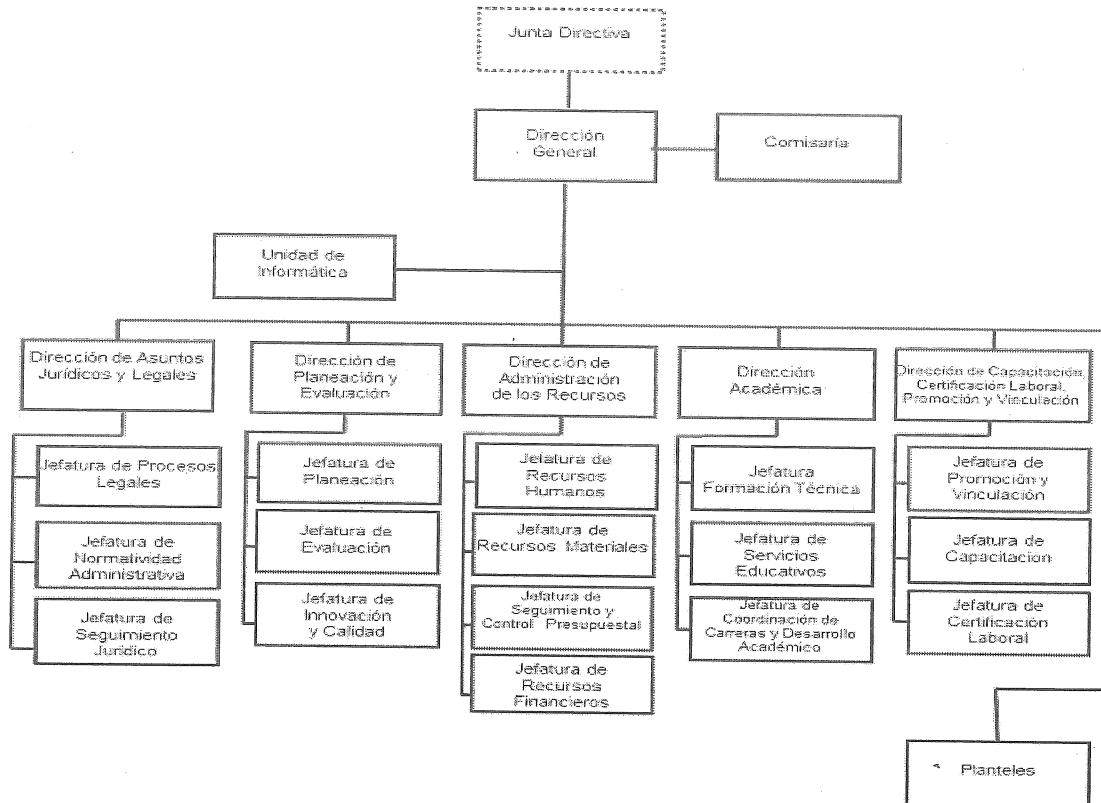 Junta Directiva
Dirección
General
Comisaría
Unidad de
Informática
Dirección de Asuntos
Jurídicos y Legales
Jefatura de Procesos
Legales
Jefatura de
Normatividad
Administrativa
Jefatura de
Seguimiento
Jurídico
Dirección de
Planeación y
Evaluación
Jefatura de
Planeación
Jefatura de
Evaluación
Jefatura de
Innovación
y Calidad
Dirección de
Administración
de los Recursos
Jefatura de
Recursos
Humanos
Jefatura de
Recursos Materiales
Jefatura de
Seguimiento y
Control Presupuestal
Jefatura de
Recursos
Financieros
Dirección
Académica
Jefatura
Formación Técnica
Jefatura de
Servicios
Educativos
Jefatura de
Coordinación de
Carreras y Desarrollo
Académico
Dirección de Capacitación,
Certificación Laboral,
Promoción y Vinculación
Jefatura de
Promoción y
Vinculación
Jefatura de
Capacitacion
Jefatura de
Certificación
Laboral
Planteles